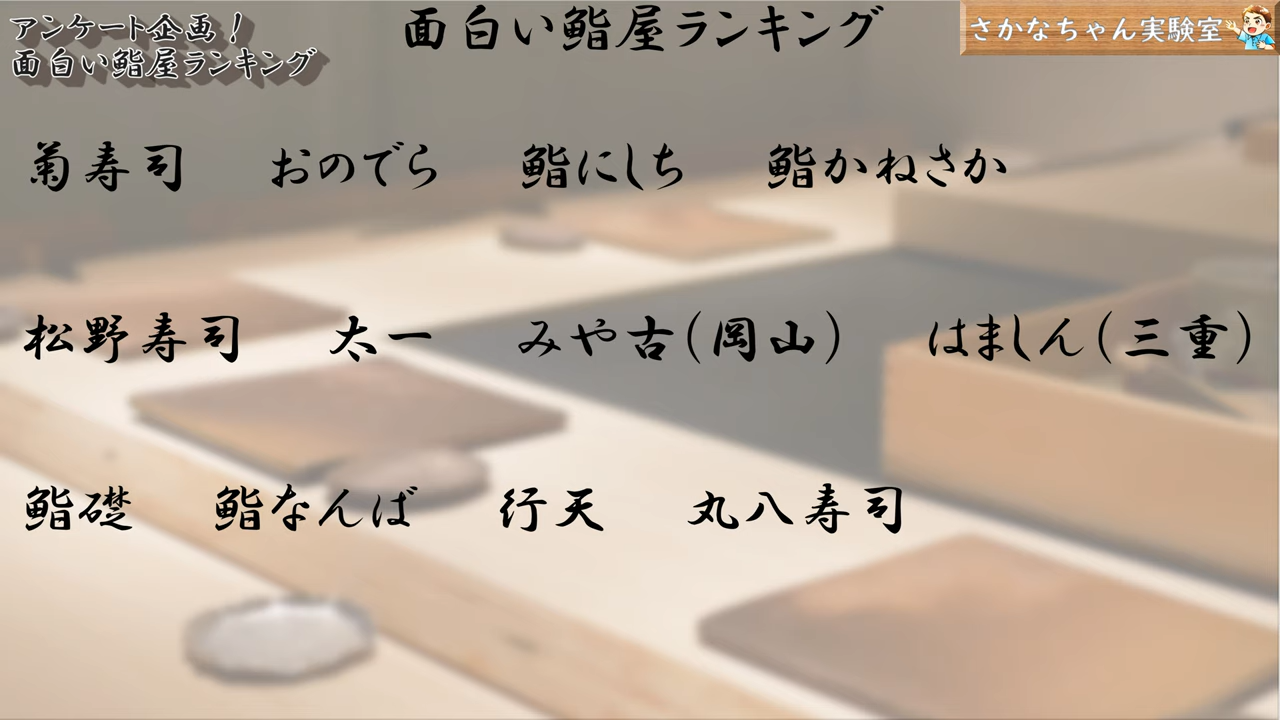 アンケート企画！
面白い鮨屋ランキング
面白い鮨屋ランキング
さかなちゃん実験室
菊寿司 おのでら 鮨にしち 鮨かねさか
松野寿司 太一 みや古(岡山) はましん(三重)
鮨礎 鮨なんば 行天 丸八寿司